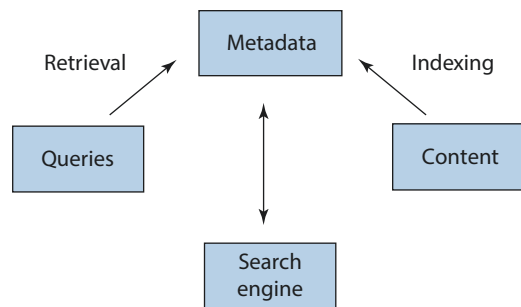 Metadata
Retrieval
Indexing
Queries
Content
Search
engine